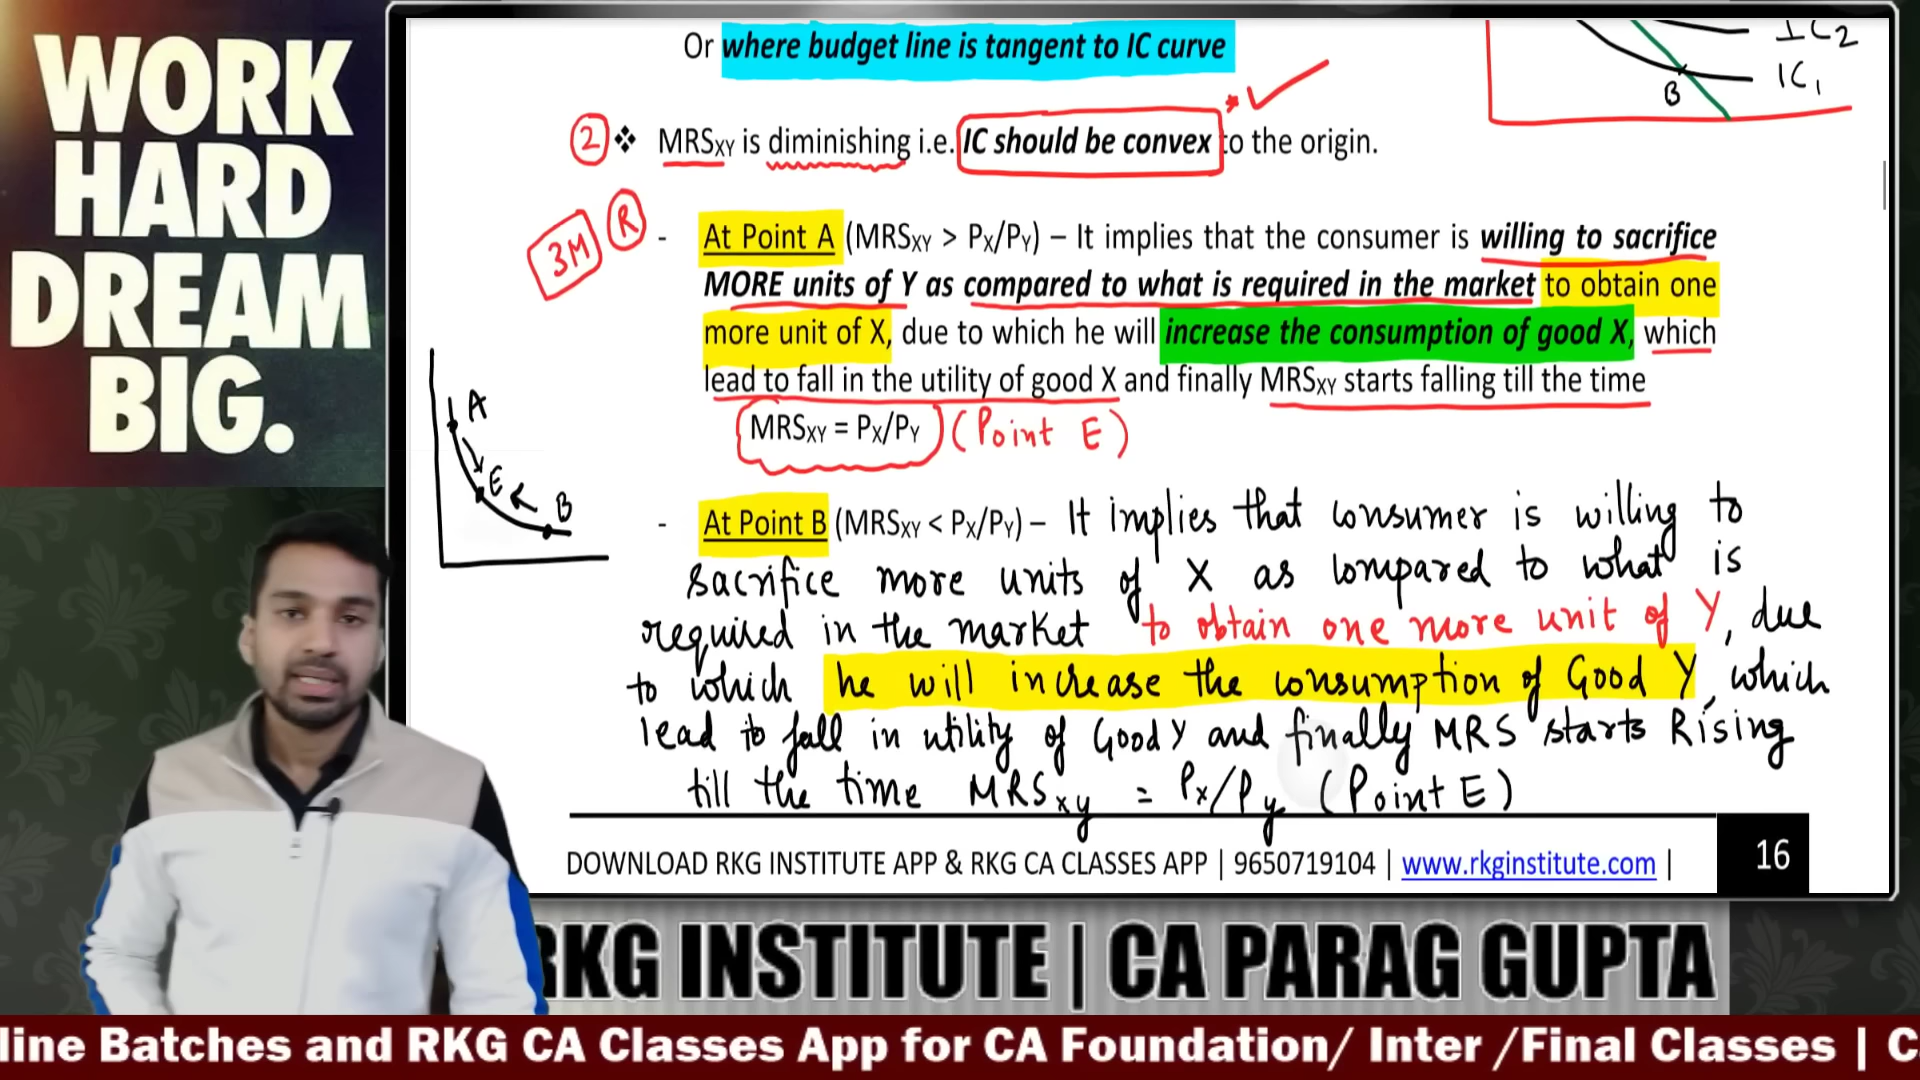 WORK
HARD
DREAM
BIG.
Or where budget line is tangent to IC curve
IC2
IC1
B
2 ❖ MRSXY is diminishing i.e. IC should be convex to the origin.
3M R
- At Point A (MRSXY > PX/PY) – It implies that the consumer is willing to sacrifice
MORE units of Y as compared to what is required in the market to obtain one
more unit of X, due to which he will increase the consumption of good X, which
lead to fall in the utility of good X and finally MRSXY starts falling till the time
MRSXY = PX/PY (Point E)
A
E
B
- At Point B (MRSXY < PX/PY) – It implies that consumer is willing to
sacrifice more units of X as compared to what is
required in the market to obtain one more unit of Y, due
to which he will increase the consumption of Good Y, which
lead to fall in utility of Good Y and finally MRS starts Rising
till the time MRSxy = Px/Py (Point E)
DOWNLOAD RKG INSTITUTE APP & RKG CA CLASSES APP | 9650719104 | www.rkginstitute.com |
16
RKG INSTITUTE | CA PARAG GUPTA
line Batches and RKG CA Classes App for CA Foundation/ Inter /Final Classes | C